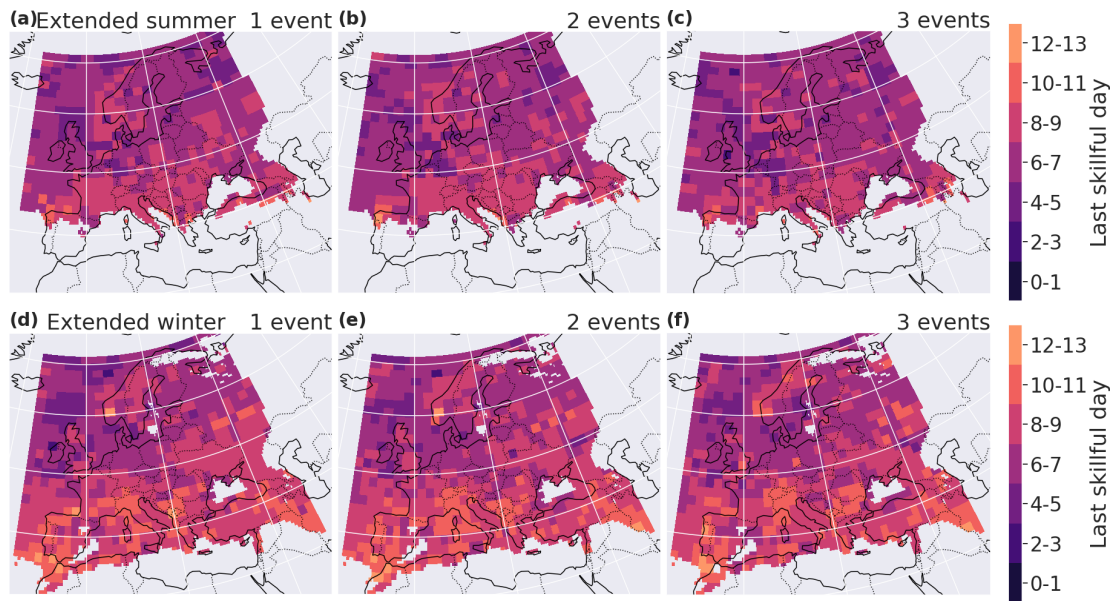 (a) Extended summer 1 event
(b) 2 events
(c) 3 events
12-13
10-11
8-9
6-7
4-5
2-3
0-1
Last skillful day
(d) Extended winter 1 event
(e) 2 events
(f) 3 events
12-13
10-11
8-9
6-7
4-5
2-3
0-1
Last skillful day